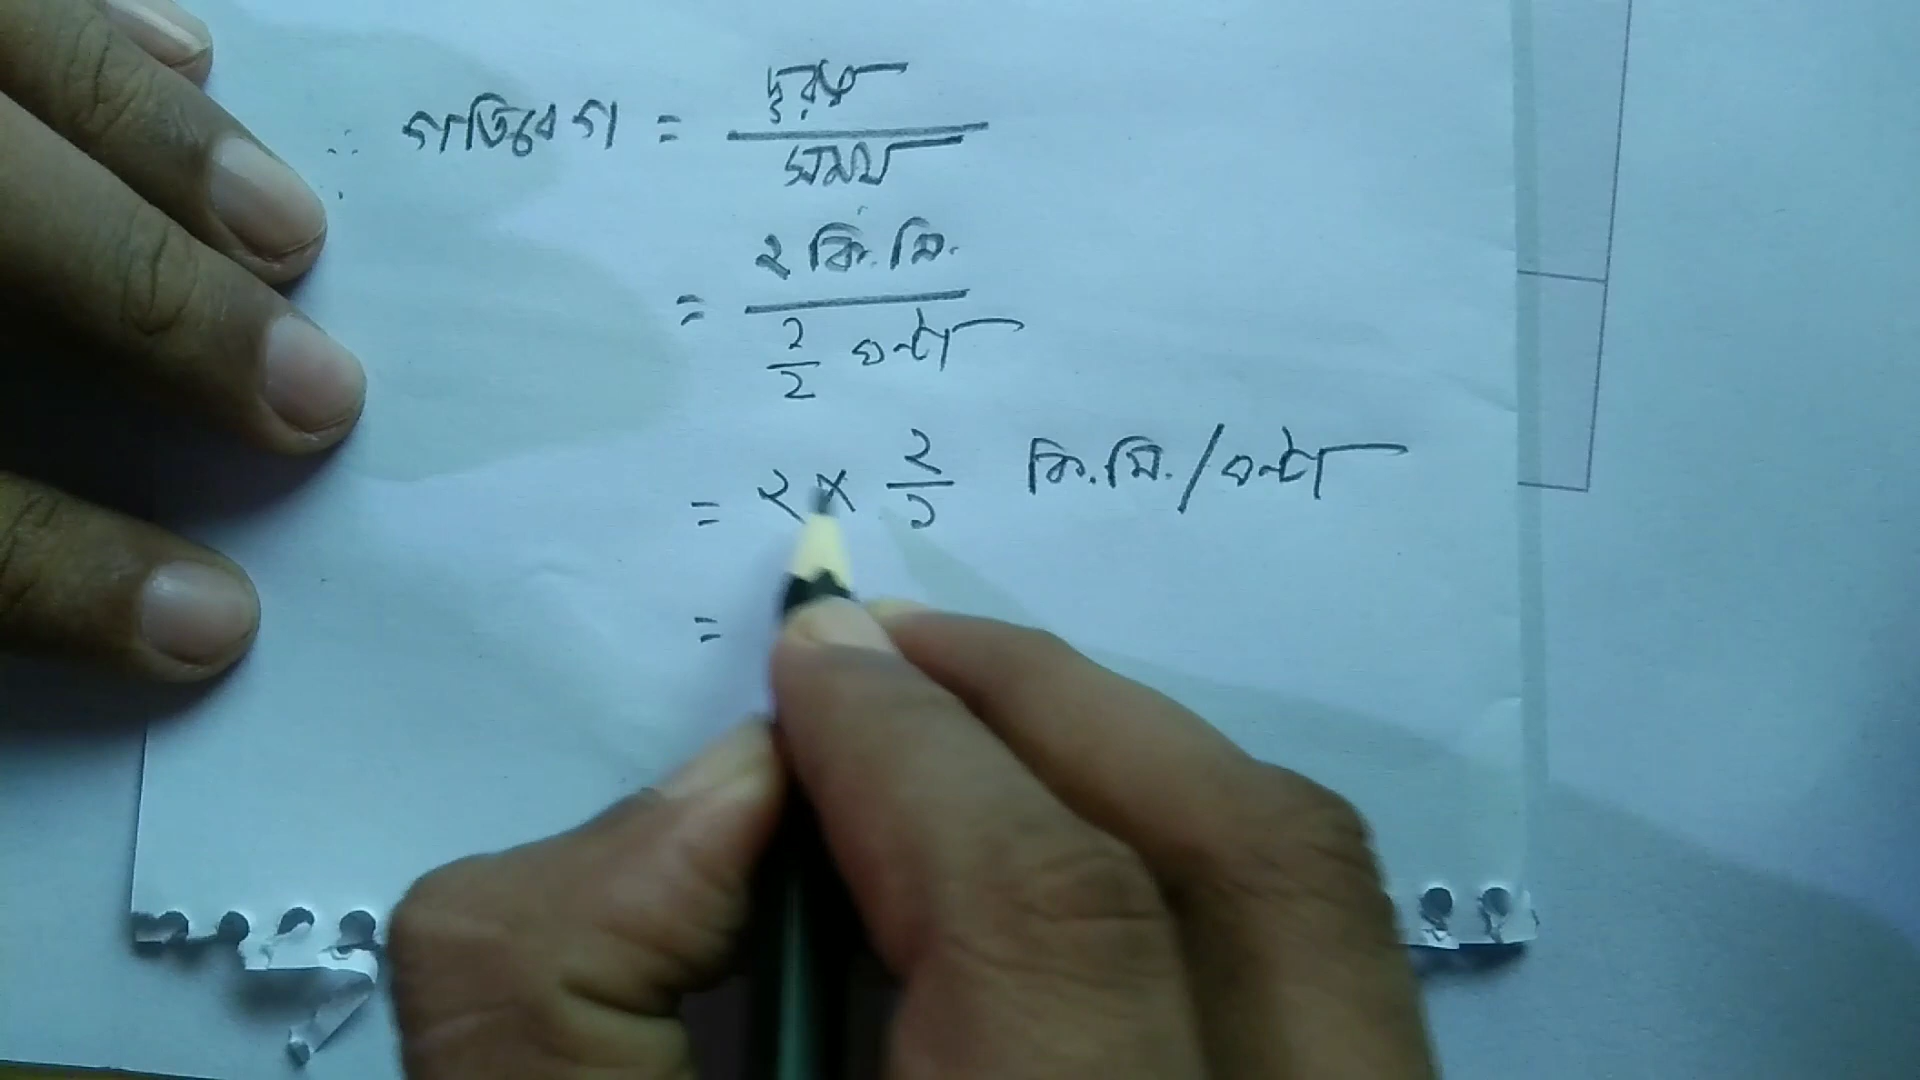 ∴ গতিবেগ = দূরত্ব / সময়
= ২ কি.মি. / ১/২ ঘন্টা
= ২ × ২/১ কি.মি./ঘন্টা
=